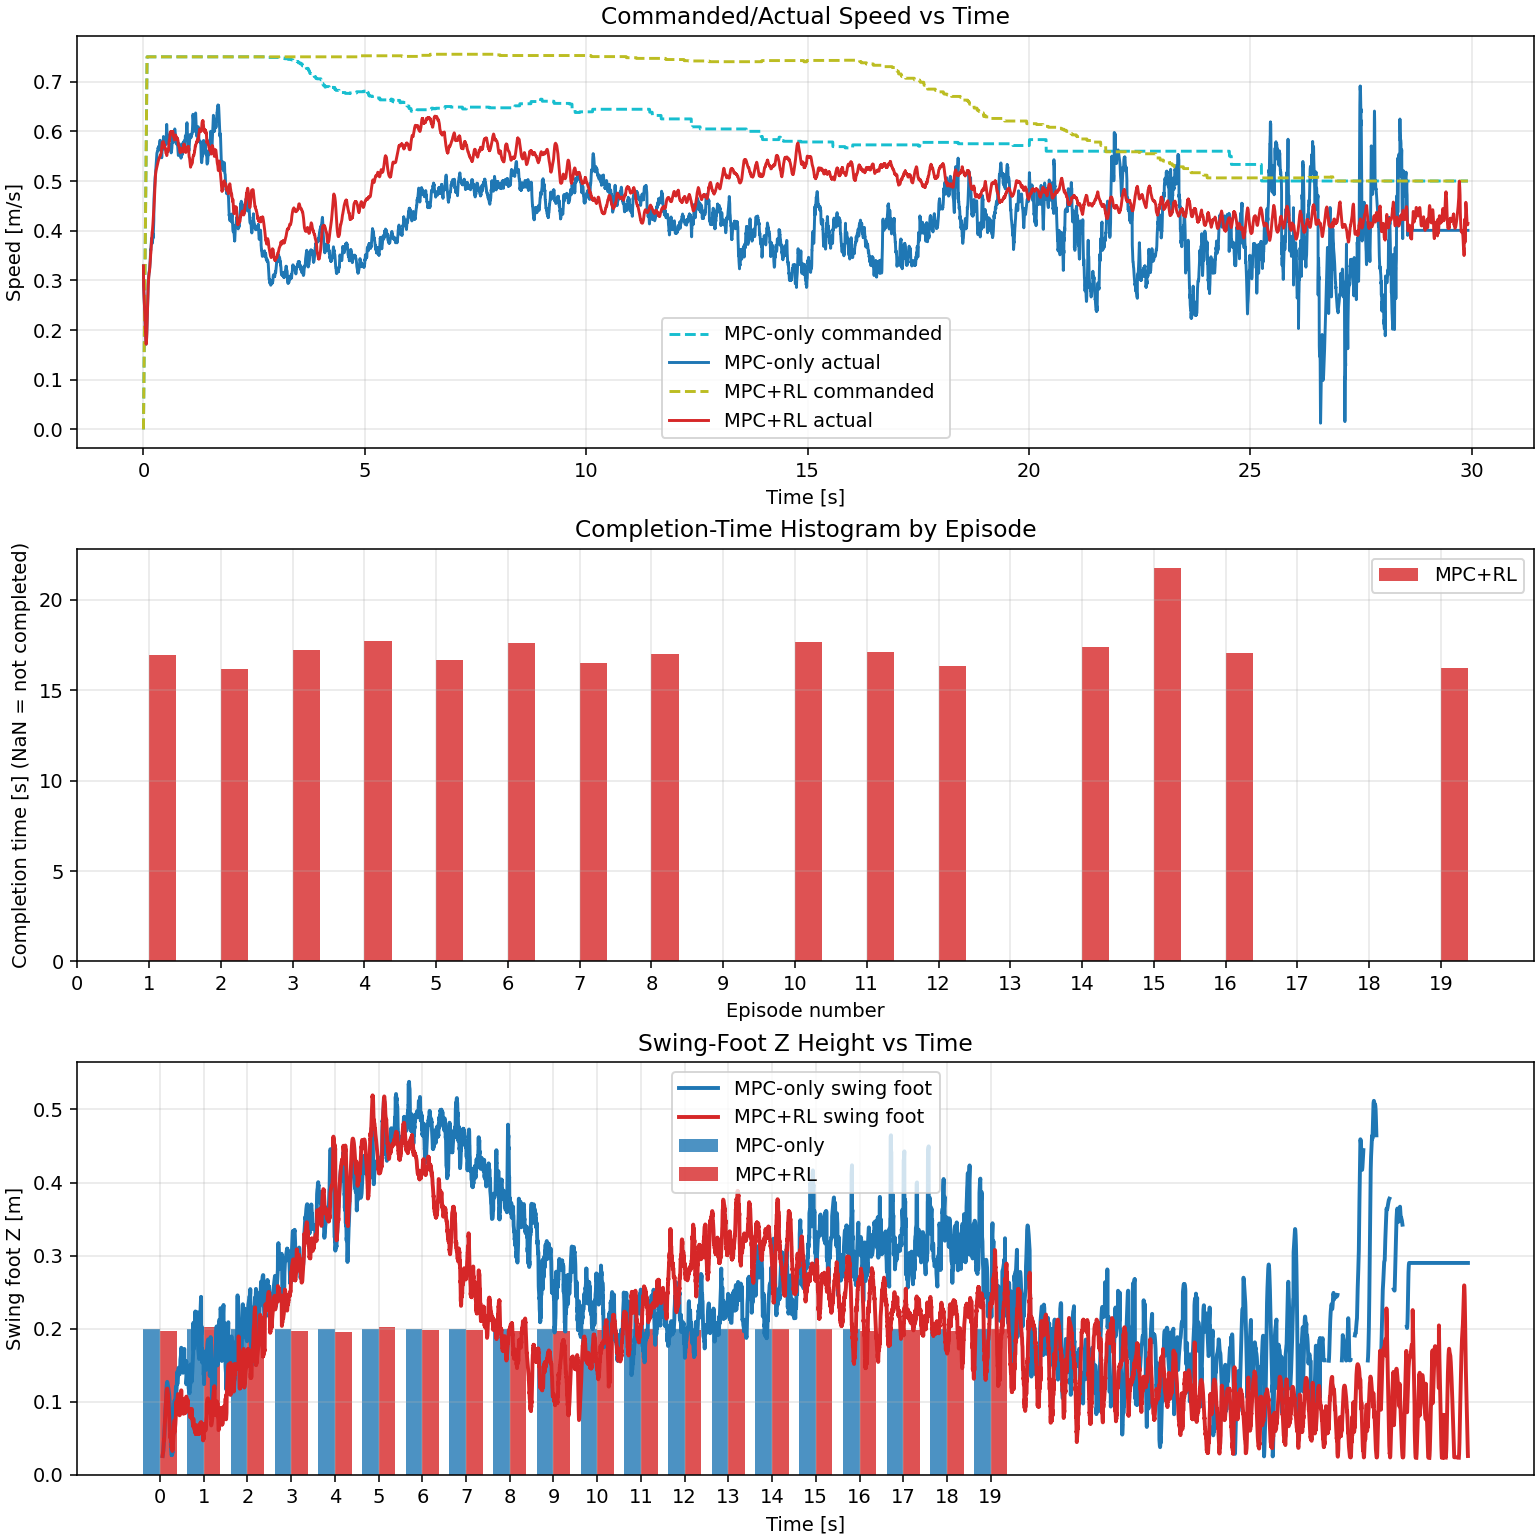 Commanded/Actual Speed vs Time
Speed [m/s]
0.7
0.6
0.5
0.4
0.3
0.2
0.1
0.0
MPC-only commanded
MPC-only actual
MPC+RL commanded
MPC+RL actual
0 5 10 15 20 25 30
Time [s]
Completion-Time Histogram by Episode
Completion time [s] (NaN = not completed)
20
15
10
5
0
MPC+RL
0 1 2 3 4 5 6 7 8 9 10 11 12 13 14 15 16 17 18 19
Episode number
Swing-Foot Z Height vs Time
Swing foot Z [m]
0.5
0.4
0.3
0.2
0.1
0.0
MPC-only swing foot
MPC+RL swing foot
MPC-only
MPC+RL
0 1 2 3 4 5 6 7 8 9 10 11 12 13 14 15 16 17 18 19
Time [s]